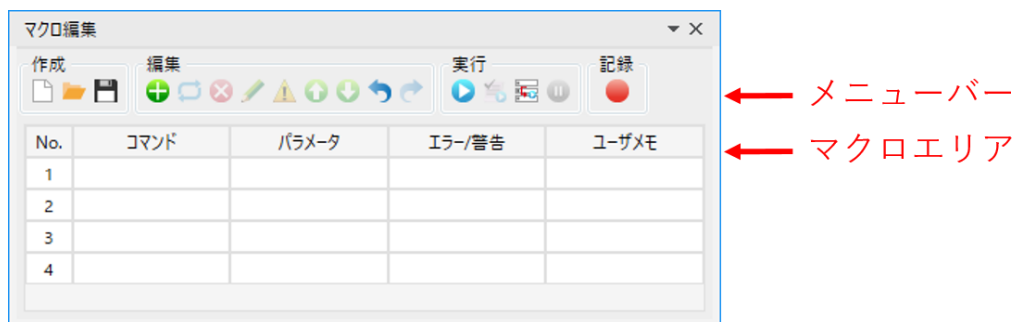 マクロ編集
作成 編集 実行 記録
メニューバー
No. コマンド パラメータ エラー/警告 ユーザメモ
マクロエリア
1
2
3
4